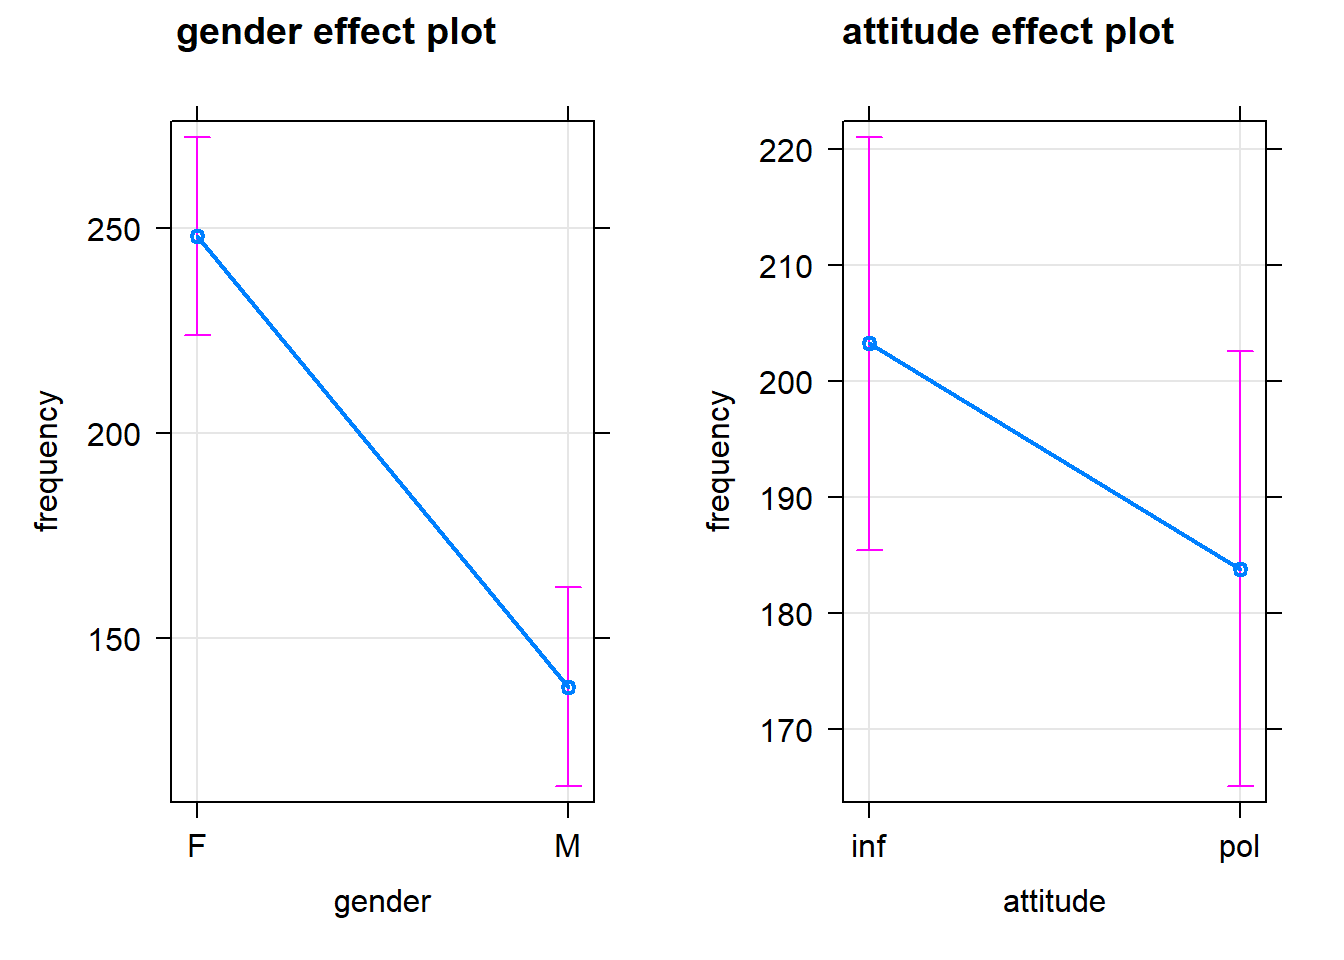 gender effect plot
250
200
150
frequency
F M
gender
attitude effect plot
220
210
200
190
180
170
frequency
inf pol
attitude